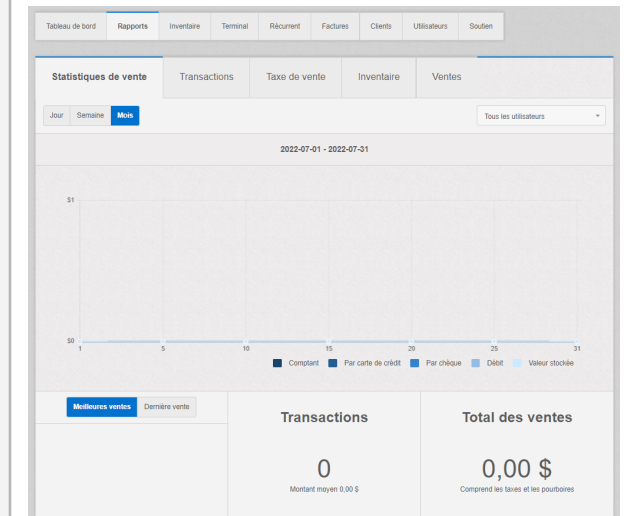 Tableau de bord Rapports Inventaire Terminal Récurrent Factures Clients Utilisateurs Soutien
Statistiques de vente Transactions Taxe de vente Inventaire Ventes
Jour Semaine Mois Tous les utilisateurs
2022-07-01 - 2022-07-31
$1
$0
1 5 10 15 20 25 31
Comptant Par carte de crédit Par chèque Débit Valeur stockée
Meilleures ventes Dernière vente
Transactions Total des ventes
0 0,00 $
Montant moyen 0,00 $ Comprend les taxes et les pourboires